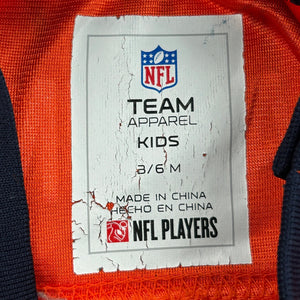 NFL
TEAM
APPAREL
KIDS
3/6 M
MADE IN CHINA
HECHO EN CHINA
NFL PLAYERS